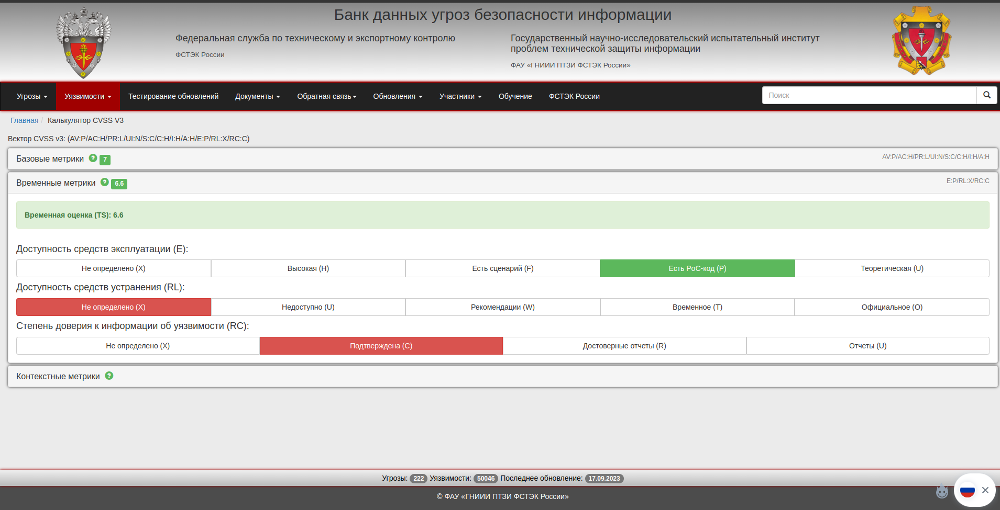 Банк данных угроз безопасности информации
Федеральная служба по техническому и экспортному контролю
ФСТЭК России
Государственный научно-исследовательский испытательный институт
проблем технической защиты информации
ФАУ «ГНИИИ ПТЗИ ФСТЭК России»
Угрозы Уязвимости Тестирование обновлений Документы Обратная связь Обновления Участники Обучение ФСТЭК России Поиск
Главная / Калькулятор CVSS V3
Вектор CVSS v3: (AV:P/AC:H/PR:L/UI:N/S:C/C:H/I:H/A:H/E:P/RL:X/RC:C)
Базовые метрики ? 7 AV:P/AC:H/PR:L/UI:N/S:C/C:H/I:H/A:H
Временные метрики ? 6.6 E:P/RL:X/RC:C
Временная оценка (TS): 6.6
Доступность средств эксплуатации (E):
Не определено (X) Высокая (H) Есть сценарий (F) Есть PoC-код (P) Теоретическая (U)
Доступность средств устранения (RL):
Не определено (X) Недоступно (U) Рекомендации (W) Временное (T) Официальное (O)
Степень доверия к информации об уязвимости (RC):
Не определено (X) Подтверждена (C) Достоверные отчеты (R) Отчеты (U)
Контекстные метрики ?
Угрозы: 222 Уязвимости: 50046 Последнее обновление: 17.09.2023
© ФАУ «ГНИИИ ПТЗИ ФСТЭК России»